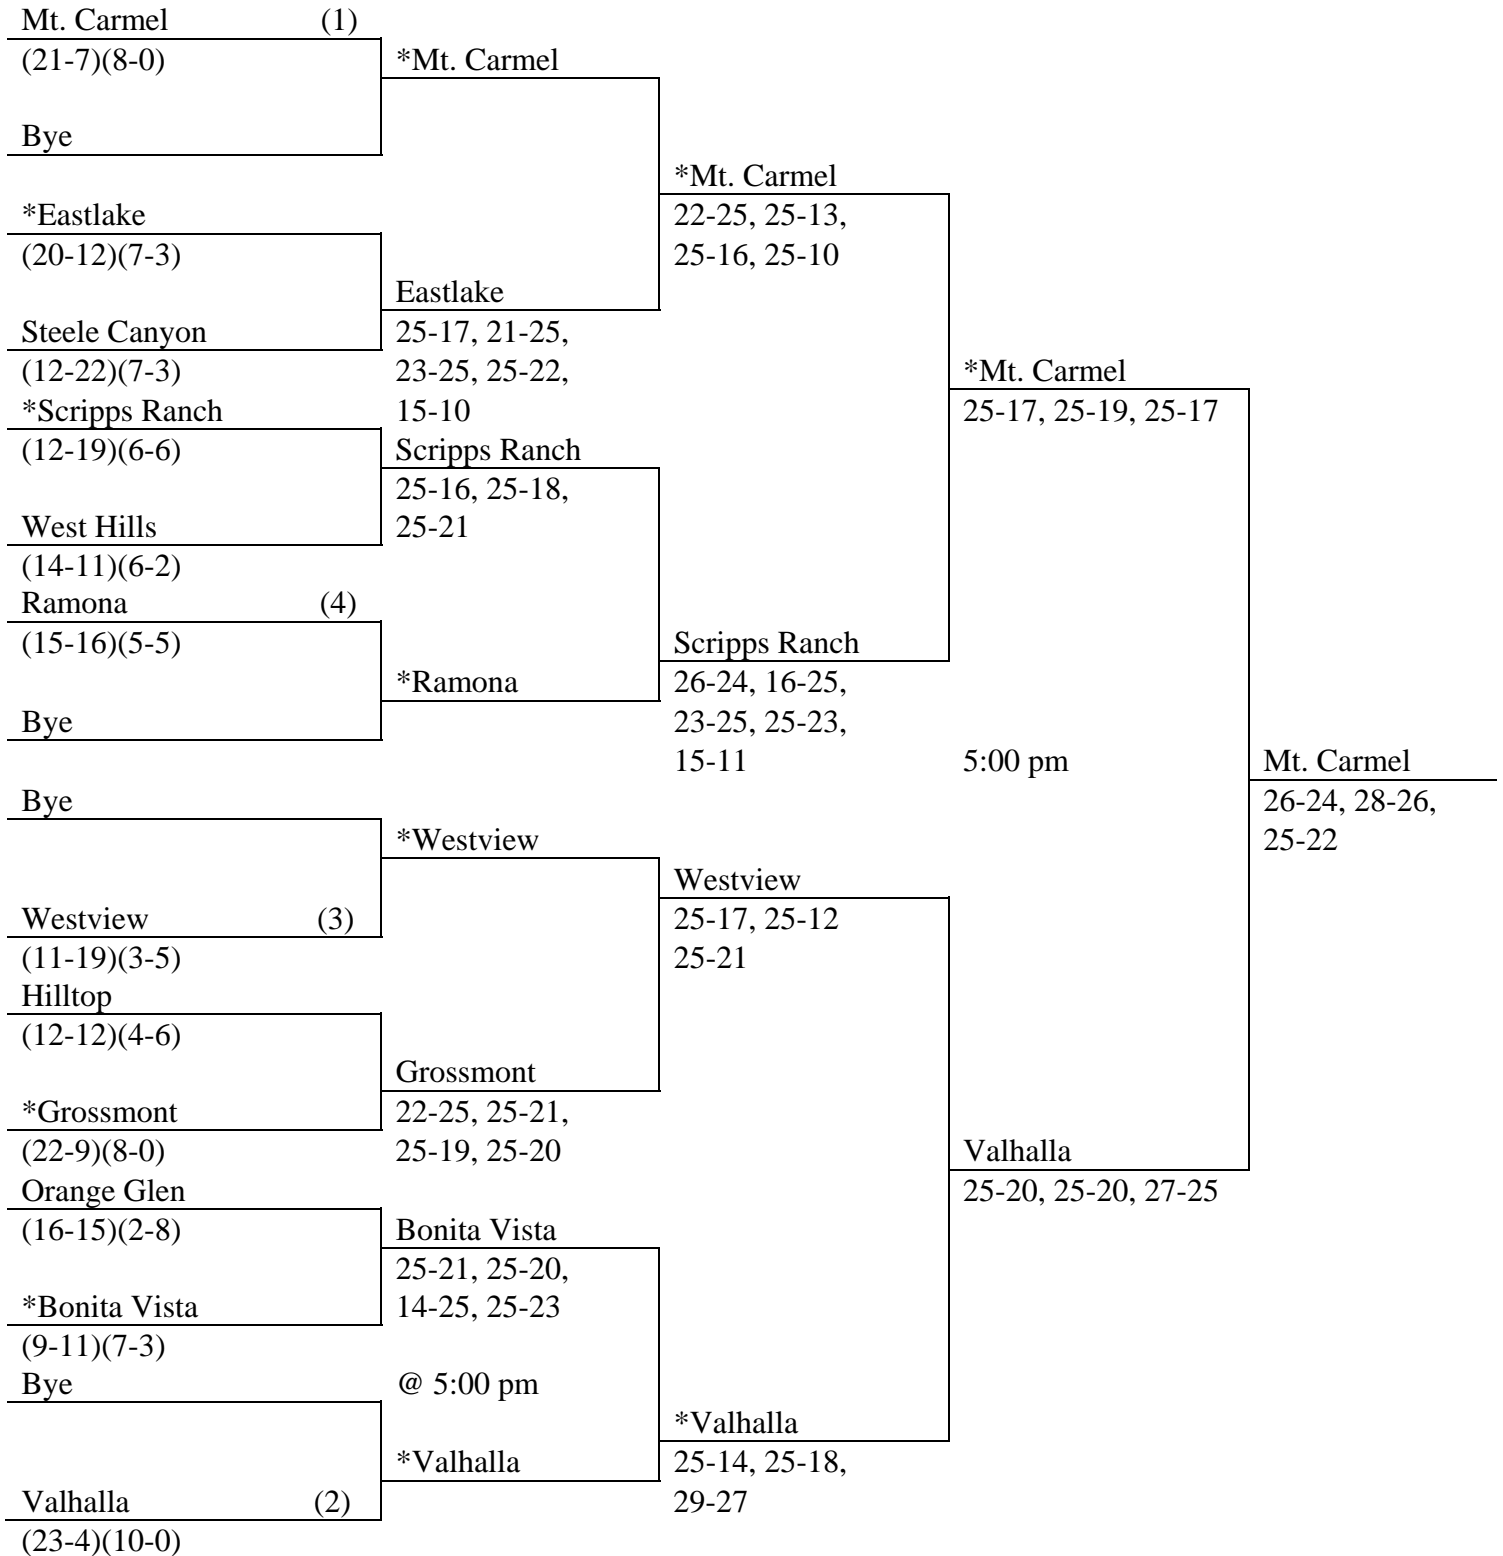 Mt. Carmel (1)
(21-7)(8-0)
Bye
*Eastlake
(20-12)(7-3)
Steele Canyon
(12-22)(7-3)
*Scripps Ranch
(12-19)(6-6)
West Hills
(14-11)(6-2)
Ramona (4)
(15-16)(5-5)
Bye
Bye
Westview (3)
(11-19)(3-5)
Hilltop
(12-12)(4-6)
*Grossmont
(22-9)(8-0)
Orange Glen
(16-15)(2-8)
*Bonita Vista
(9-11)(7-3)
Bye
Valhalla (2)
(23-4)(10-0)
*Mt. Carmel
Eastlake
25-17, 21-25,
23-25, 25-22,
15-10
Scripps Ranch
25-16, 25-18,
25-21
*Ramona
*Westview
Grossmont
22-25, 25-21,
25-19, 25-20
Bonita Vista
25-21, 25-20,
14-25, 25-23
@ 5:00 pm
*Valhalla
*Mt. Carmel
22-25, 25-13,
25-16, 25-10
Scripps Ranch
26-24, 16-25,
23-25, 25-23,
15-11
Westview
25-17, 25-12
25-21
*Valhalla
25-14, 25-18,
29-27
*Mt. Carmel
25-17, 25-19, 25-17
5:00 pm
Valhalla
25-20, 25-20, 27-25
Mt. Carmel
26-24, 28-26,
25-22